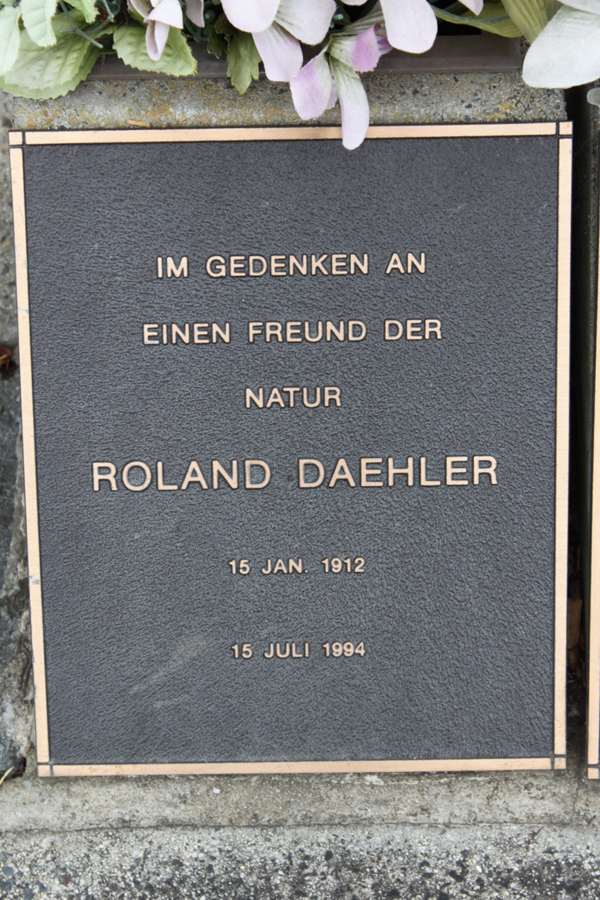 IM GEDENKEN AN
EINEN FREUND DER
NATUR
ROLAND DAEHLER
15 JAN. 1912
15 JULI 1994